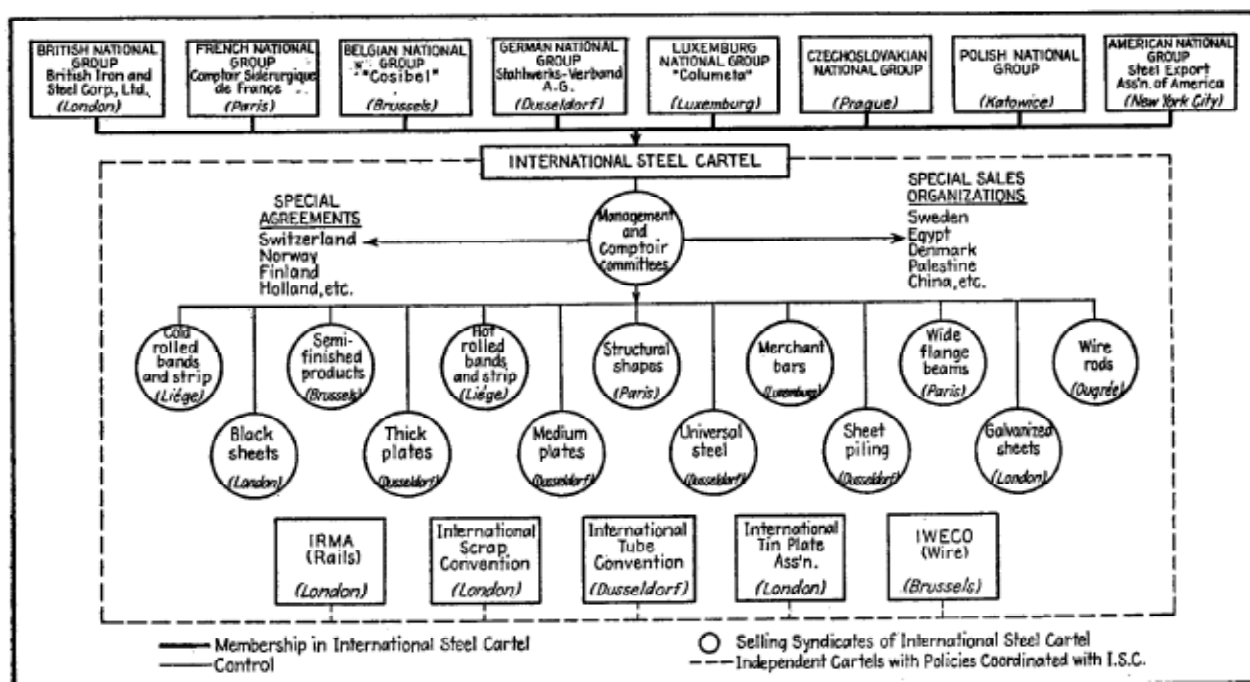 BRITISH NATIONAL
GROUP
British Iron and
Steel Corp., Ltd.
(London)
FRENCH NATIONAL
GROUP
Comptoir Sidérurgique
de France
(Paris)
BELGIAN NATIONAL
GROUP
"Cosibel"
(Brussels)
GERMAN NATIONAL
GROUP
Stahlwerks-Verband
A.G.
(Dusseldorf)
LUXEMBURG
NATIONAL GROUP
"Columeta"
(Luxemburg)
CZECHOSLOVAKIAN
NATIONAL GROUP
(Prague)
POLISH NATIONAL
GROUP
(Katowice)
AMERICAN NATIONAL
GROUP
Steel Export
Ass'n. of America
(New York City)
INTERNATIONAL STEEL CARTEL
SPECIAL
AGREEMENTS
Switzerland
Norway
Finland
Holland, etc.
Management
and
Comptoir
committees
SPECIAL SALES
ORGANIZATIONS
Sweden
Egypt
Denmark
Palestine
China, etc.
Cold
rolled
bands
and strip
(Liége)
Semi-
finished
products
(Brussels)
Hot
rolled
bands
and strip
(Liége)
Structural
shapes
(Paris)
Merchant
bars
(Luxemburg)
Wide
flange
beams
(Paris)
Wire
rods
(Ougrée)
Black
sheets
(London)
Thick
plates
(Dusseldorf)
Medium
plates
(Dusseldorf)
Universal
steel
(Dusseldorf)
Sheet
piling
(Dusseldorf)
Galvanized
sheets
(London)
IRMA
(Rails)
(London)
International
Scrap
Convention
(London)
International
Tube
Convention
(Dusseldorf)
International
Tin Plate
Ass'n.
(London)
IWECO
(Wire)
(Brussels)
Membership in International Steel Cartel
Control
Selling Syndicates of International Steel Cartel
Independent Cartels with Policies Coordinated with I.S.C.